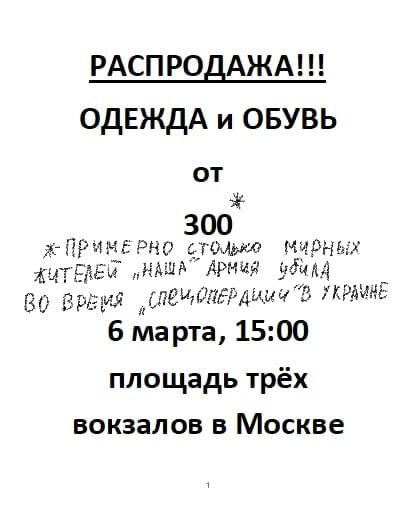 РАСПРОДАЖА!!!
ОДЕЖДА и ОБУВЬ
от
300*
*-ПРИМЕРНО СТОЛЬКО МИРНЫХ
ЖИТЕЛЕЙ „НАША" АРМИЯ УБИЛА
ВО ВРЕМЯ „СПЕЦОПЕРАЦИИ" В УКРАИНЕ
6 марта, 15:00
площадь трёх
вокзалов в Москве
1